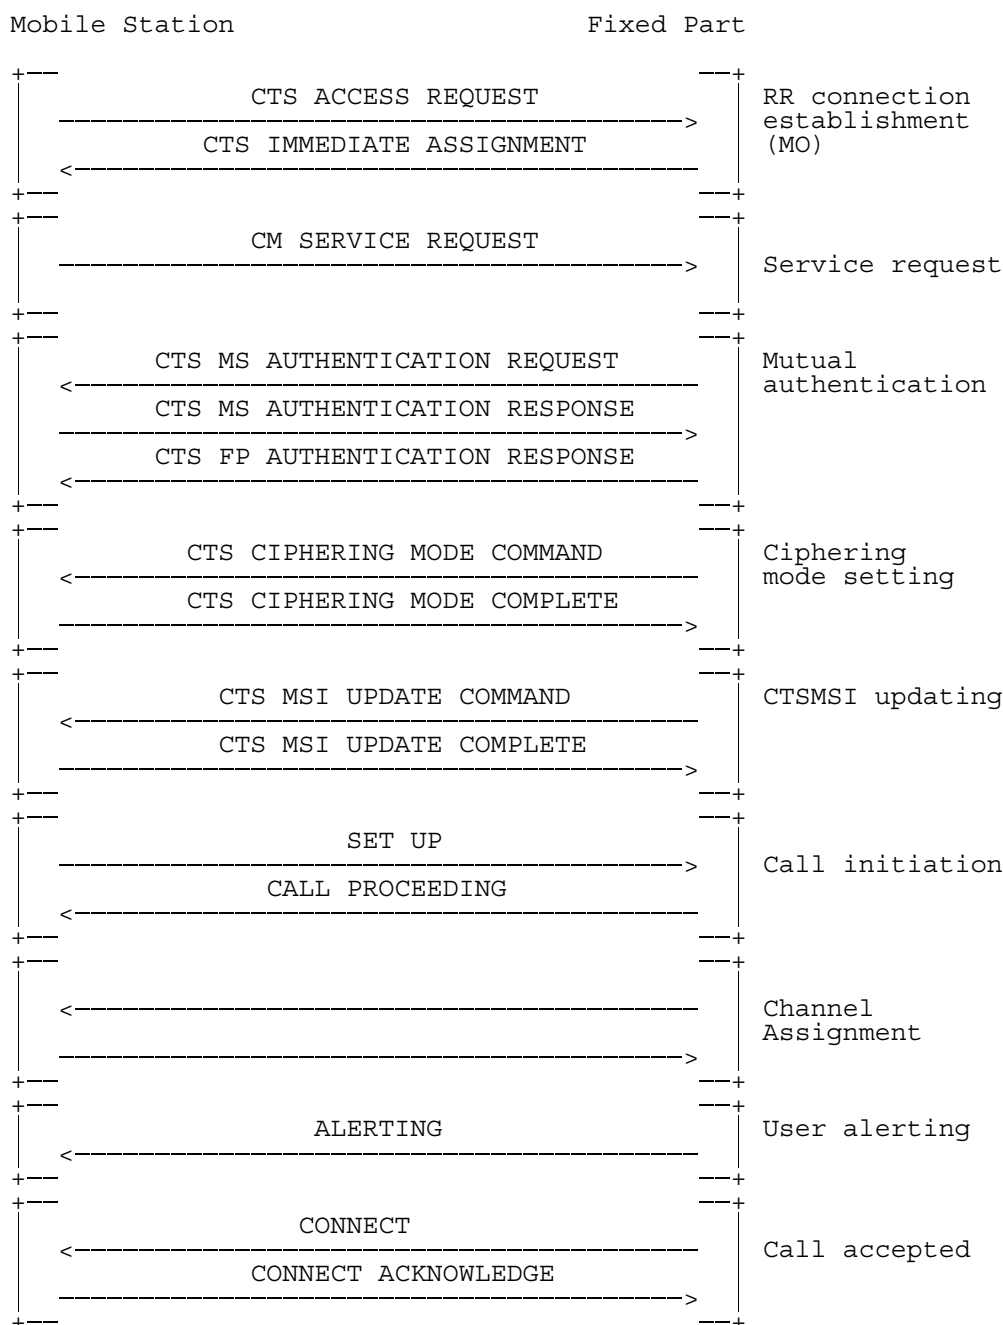 Mobile Station Fixed Part
CTS ACCESS REQUEST
RR connection
establishment
(MO)
CTS IMMEDIATE ASSIGNMENT
CM SERVICE REQUEST
Service request
CTS MS AUTHENTICATION REQUEST
Mutual
authentication
CTS MS AUTHENTICATION RESPONSE
CTS FP AUTHENTICATION RESPONSE
CTS CIPHERING MODE COMMAND
Ciphering
mode setting
CTS CIPHERING MODE COMPLETE
CTS MSI UPDATE COMMAND
CTSMSI updating
CTS MSI UPDATE COMPLETE
SET UP
Call initiation
CALL PROCEEDING
Channel
Assignment
ALERTING
User alerting
CONNECT
Call accepted
CONNECT ACKNOWLEDGE